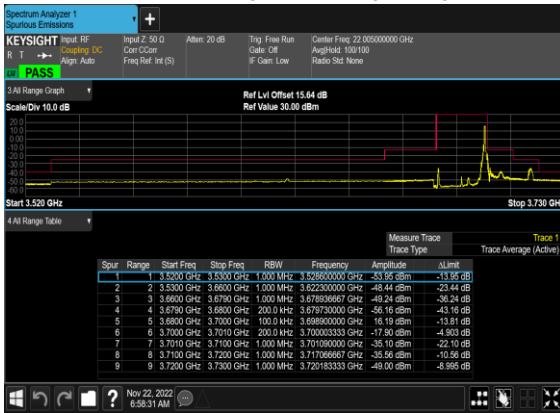 Spectrum Analyzer 1
Spurious Emissions
KEYSIGHT Input: RF Input Z: 50 Ω Atten: 20 dB Trig: Free Run Center Freq: 22.005000000 GHz
R T Coupling: DC Corr CCorr Gate: Off Avg|Hold: 100/100
Align: Auto Freq Ref: Int (S) IF Gain: Low Radio Std: None
PASS
3 All Range Graph
Ref Lvl Offset 15.64 dB
Scale/Div 10.0 dB Ref Value 30.00 dBm
20.0
10.0
0.00
-10.0
-20.0
-30.0
-40.0
-50.0
-60.0
Start 3.520 GHz Stop 3.730 GH
4 All Range Table
Measure Trace Trace 1
Trace Type Trace Average (Active)
Spur Range Start Freq Stop Freq RBW Frequency Amplitude ΔLimit
1 1 3.5200 GHz 3.5300 GHz 1.000 MHz 3.528600000 GHz -53.95 dBm -13.95 dB
2 2 3.5300 GHz 3.6600 GHz 1.000 MHz 3.622300000 GHz -48.44 dBm -23.44 dB
3 3 3.6600 GHz 3.6790 GHz 1.000 MHz 3.678936667 GHz -49.24 dBm -36.24 dB
4 4 3.6790 GHz 3.6800 GHz 200.0 kHz 3.679730000 GHz -56.16 dBm -43.16 dB
5 5 3.6800 GHz 3.7000 GHz 100.0 kHz 3.698900000 GHz 16.19 dBm -13.81 dB
6 6 3.7000 GHz 3.7010 GHz 200.0 kHz 3.700003333 GHz -17.90 dBm -4.903 dB
7 7 3.7010 GHz 3.7100 GHz 1.000 MHz 3.701090000 GHz -35.10 dBm -22.10 dB
8 8 3.7100 GHz 3.7200 GHz 1.000 MHz 3.717066667 GHz -35.56 dBm -10.56 dB
9 9 3.7200 GHz 3.7300 GHz 1.000 MHz 3.720183333 GHz -49.00 dBm -8.995 dB
? Nov 22, 2022
6:58:31 AM